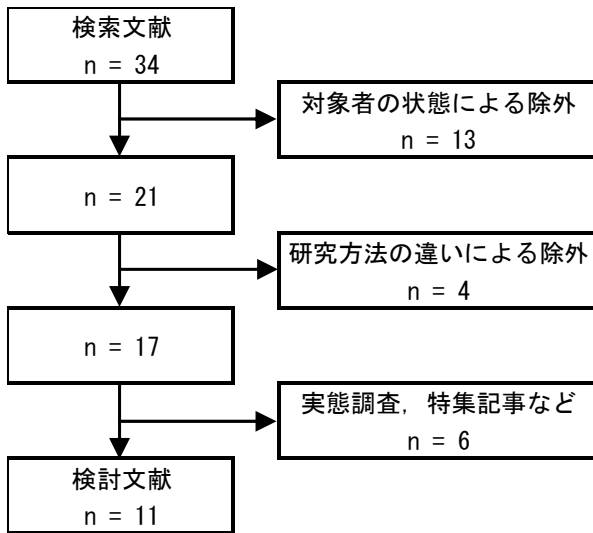 検索文献
n = 34
対象者の状態による除外
n = 13
n = 21
研究方法の違いによる除外
n = 4
n = 17
実態調査，特集記事など
n = 6
検討文献
n = 11